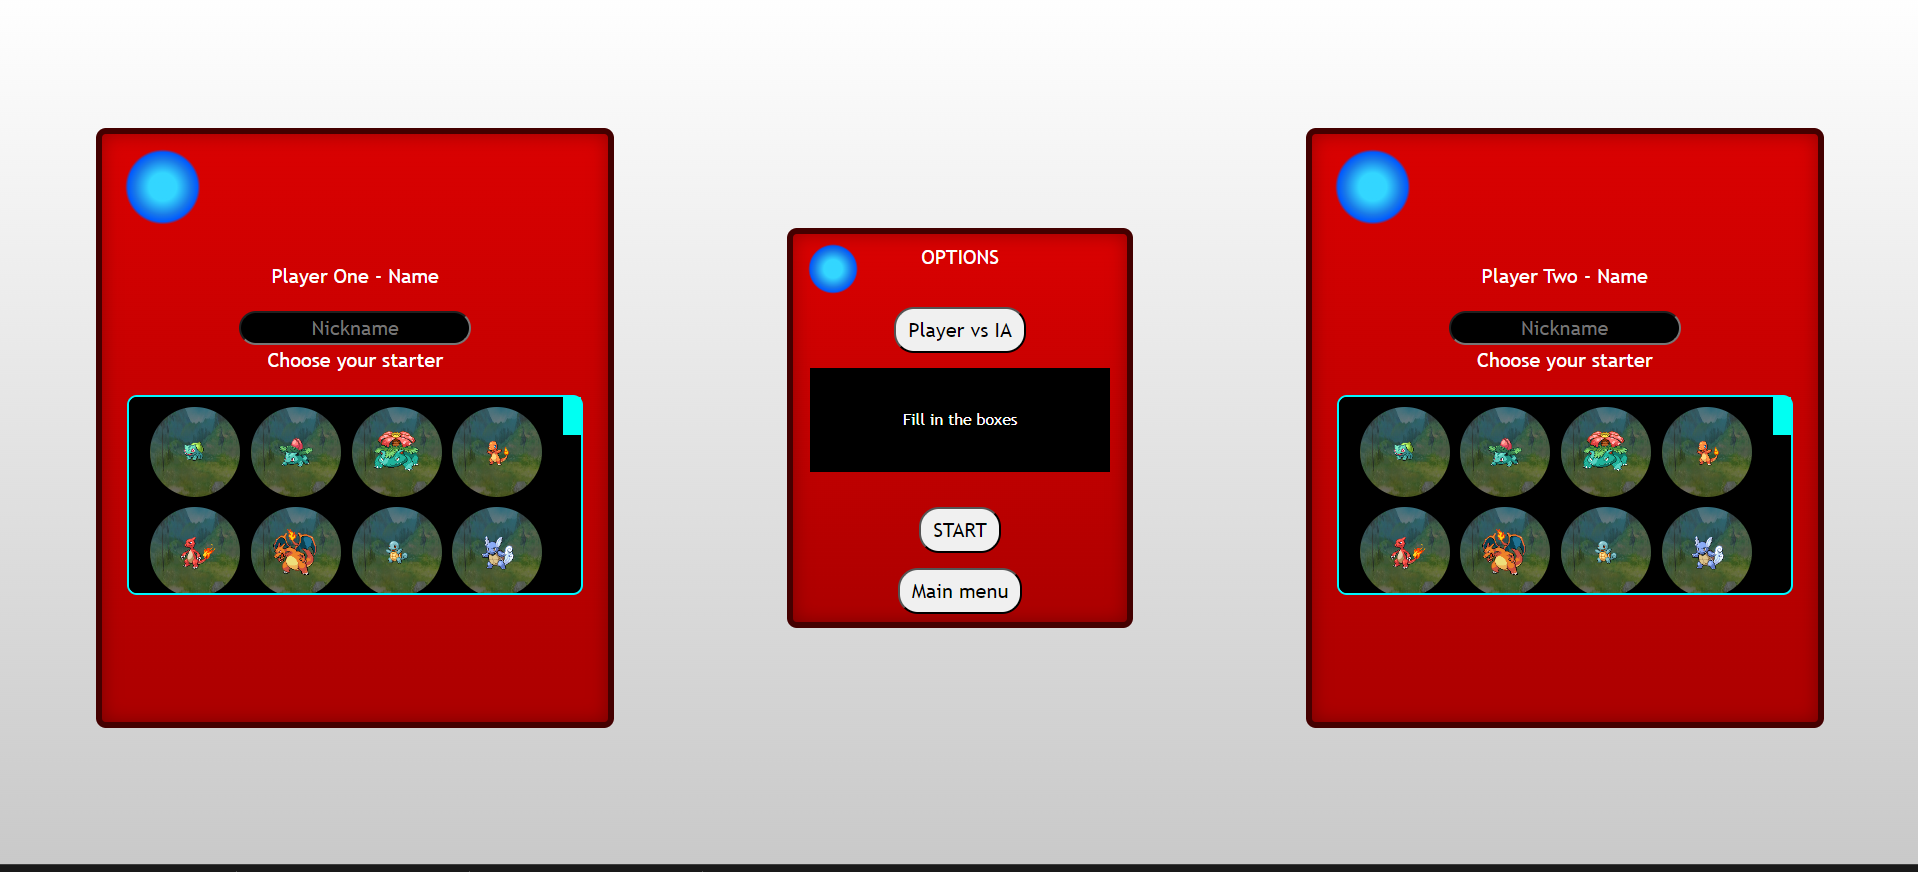 Player One - Name
Nickname
Choose your starter
OPTIONS
Player vs IA
Fill in the boxes
START
Main menu
Player Two - Name
Nickname
Choose your starter